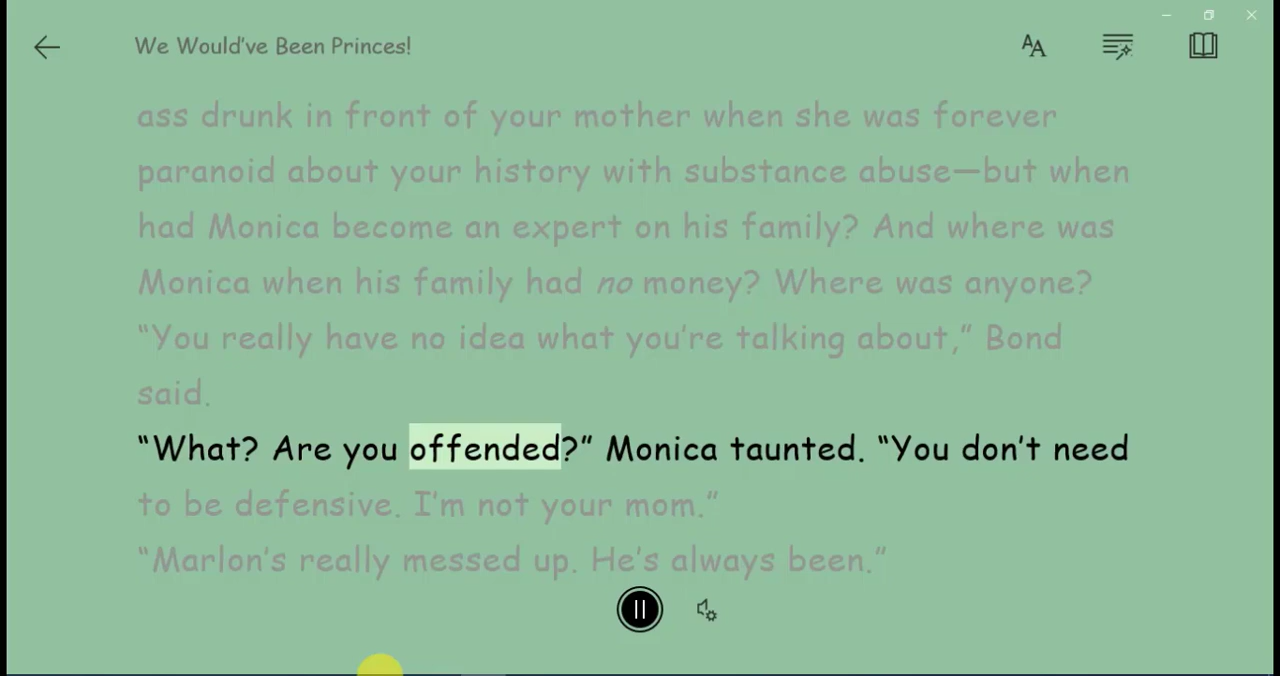 We Would've Been Princes!
ass drunk in front of your mother when she was forever
paranoid about your history with substance abuse—but when
had Monica become an expert on his family? And where was
Monica when his family had no money? Where was anyone?
“You really have no idea what you’re talking about,” Bond
said.
“What? Are you offended?” Monica taunted. “You don’t need
to be defensive. I’m not your mom.”
“Marlon’s really messed up. He’s always been.”